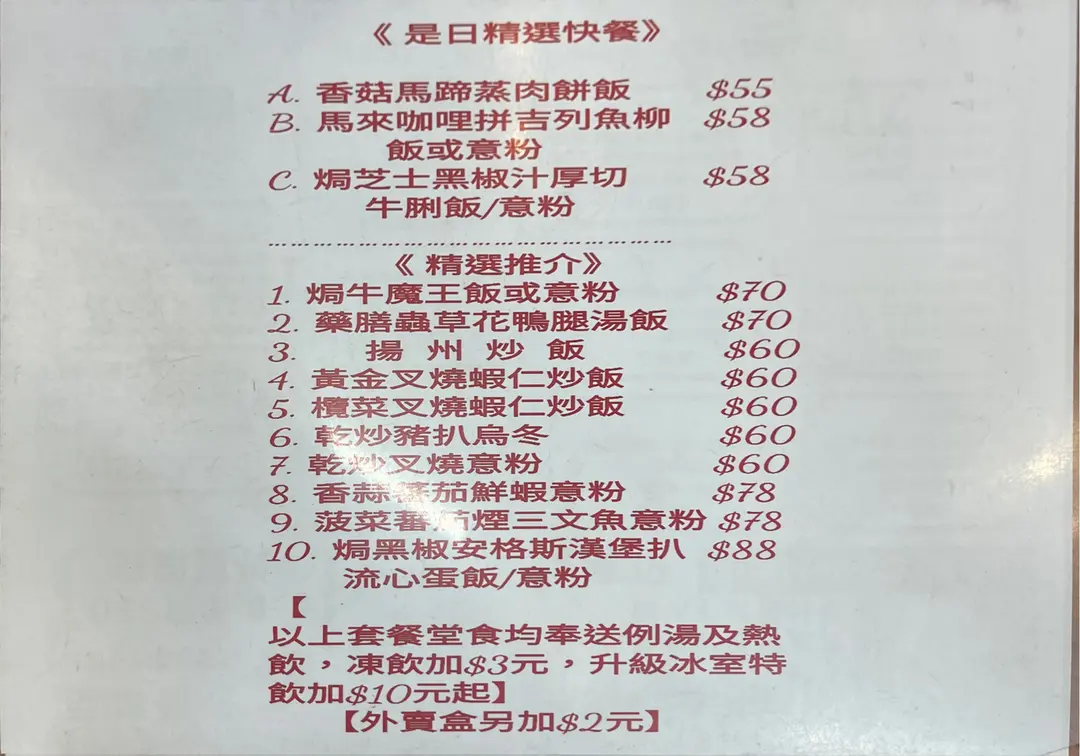 《是日精選快餐》
A. 香菇馬蹄蒸肉餅飯 $55
B. 馬來咖哩拼吉列魚柳 $58
飯或意粉
C. 焗芝士黑椒汁厚切 $58
牛脷飯/意粉
《精選推介》
1. 焗牛魔王飯或意粉 $70
2. 藥膳蟲草花鴨腿湯飯 $70
3. 揚州炒飯 $60
4. 黃金叉燒蝦仁炒飯 $60
5. 欖菜叉燒蝦仁炒飯 $60
6. 乾炒豬扒烏冬 $60
7. 乾炒叉燒意粉 $60
8. 香蒜蕃茄鮮蝦意粉 $78
9. 菠菜蕃茄煙三文魚意粉 $78
10. 焗黑椒安格斯漢堡扒 $88
流心蛋飯/意粉
【
以上套餐堂食均奉送例湯及熱
飲，凍飲加$3元，升級冰室特
飲加$10元起】
【外賣盒另加$2元】